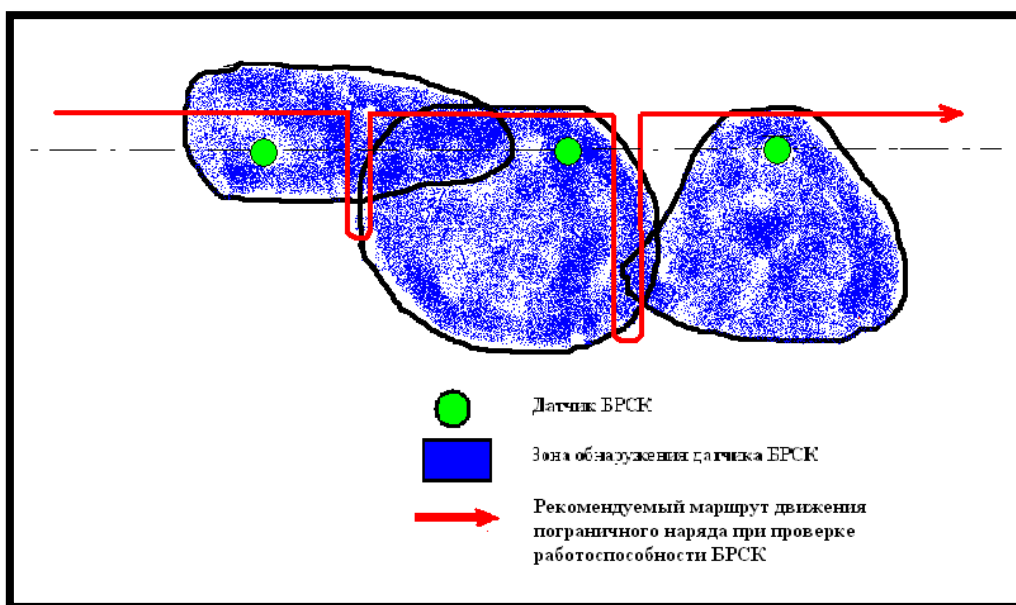 Датчик БРСК
Зона обнаружения датчика БРСК
Рекомендуемый маршрут движения
пограничного наряда при проверке
работоспособности БРСК